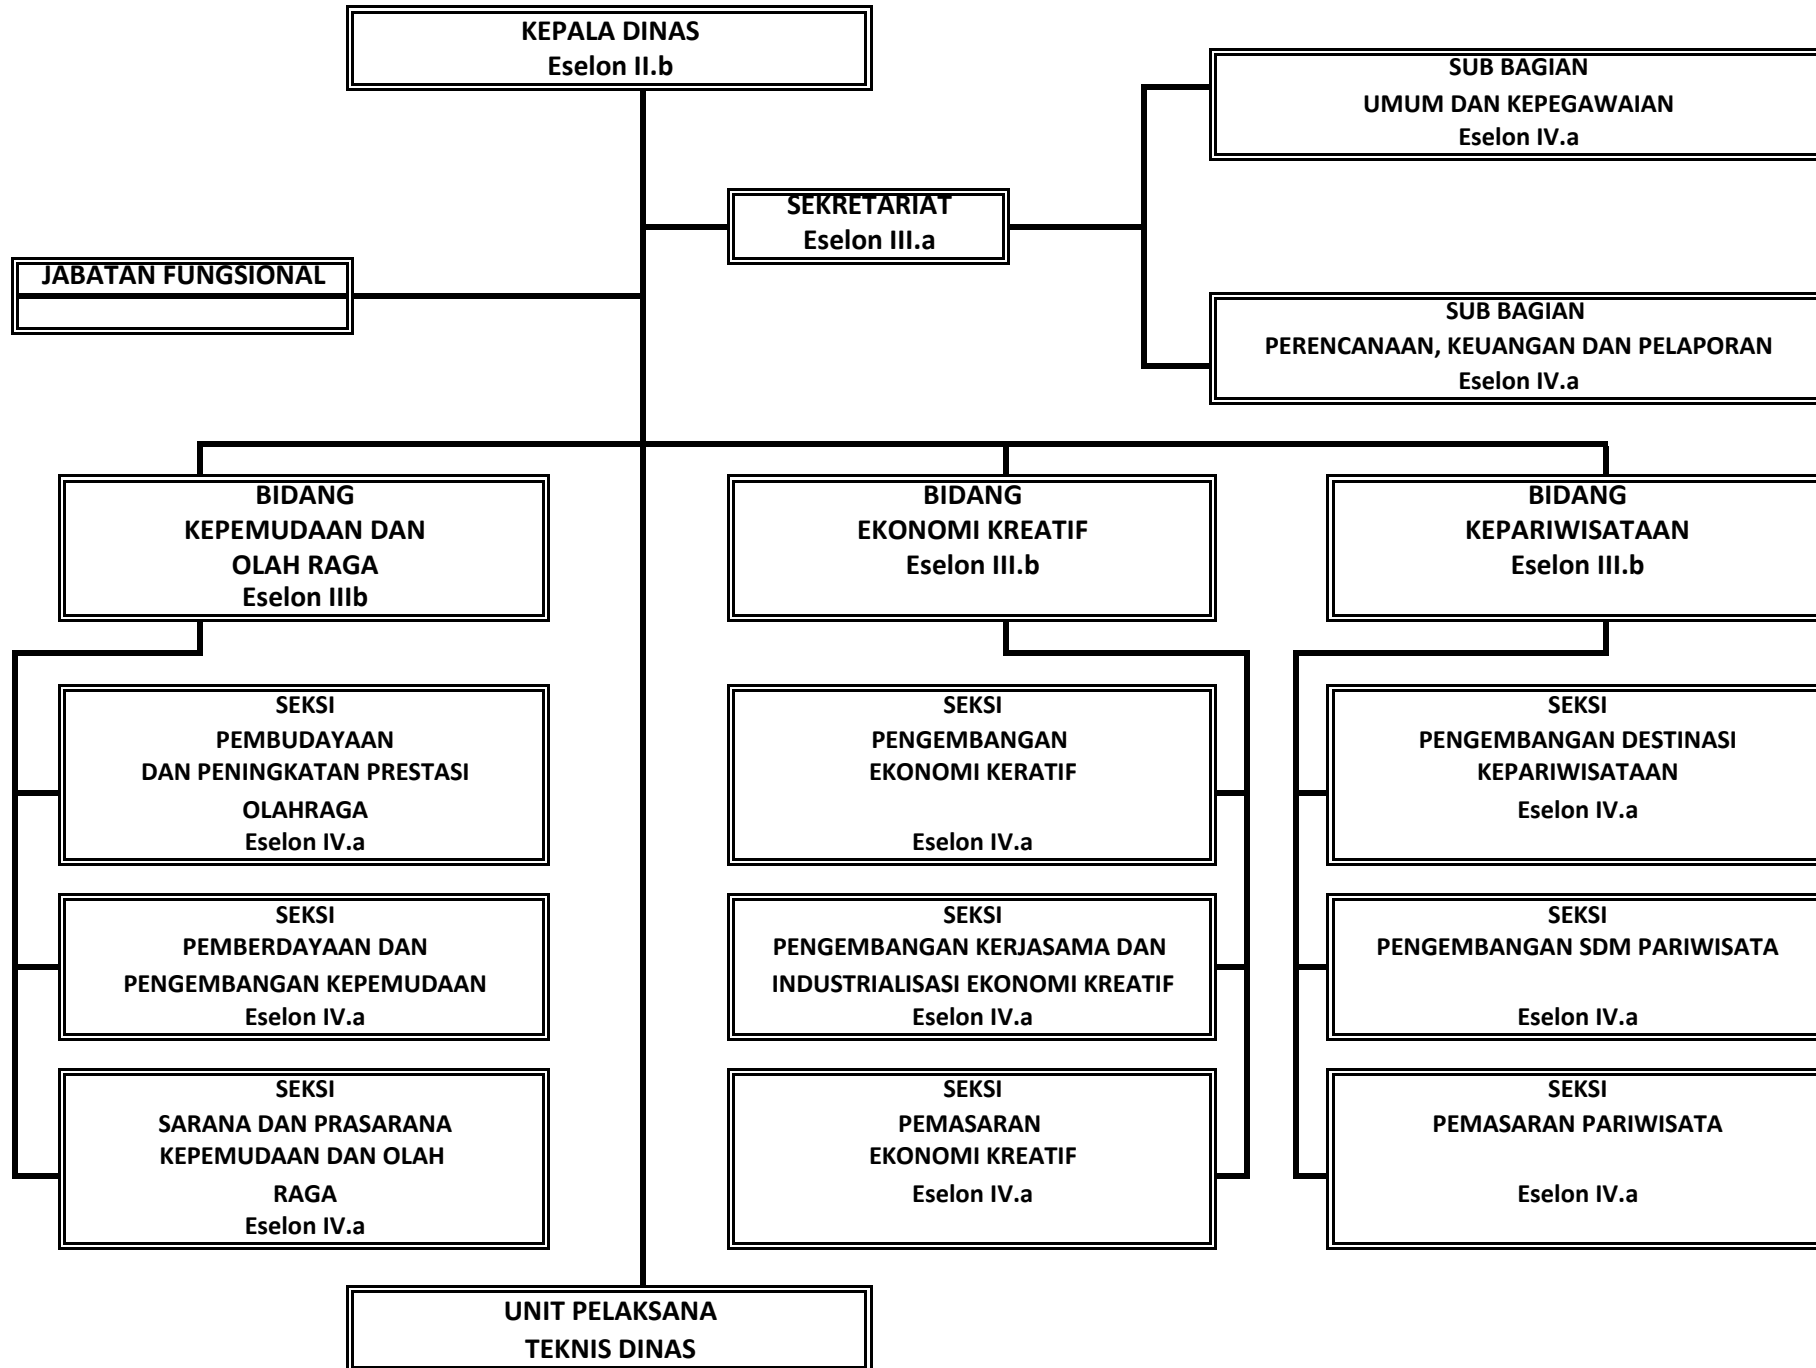 KEPALA DINAS
Eselon II.b
SUB BAGIAN
UMUM DAN KEPEGAWAIAN
Eselon IV.a
SEKRETARIAT
Eselon III.a
JABATAN FUNGSIONAL
SUB BAGIAN
PERENCANAAN, KEUANGAN DAN PELAPORAN
Eselon IV.a
BIDANG
KEPEMUDAAN DAN
OLAH RAGA
Eselon IIIb
BIDANG
EKONOMI KREATIF
Eselon III.b
BIDANG
KEPARIWISATAAN
Eselon III.b
SEKSI
PEMBUDAYAAN
DAN PENINGKATAN PRESTASI
OLAHRAGA
Eselon IV.a
SEKSI
PENGEMBANGAN
EKONOMI KERATIF
Eselon IV.a
SEKSI
PENGEMBANGAN DESTINASI
KEPARIWISATAAN
Eselon IV.a
SEKSI
PEMBERDAYAAN DAN
PENGEMBANGAN KEPEMUDAAN
Eselon IV.a
SEKSI
PENGEMBANGAN KERJASAMA DAN
INDUSTRIALISASI EKONOMI KREATIF
Eselon IV.a
SEKSI
PENGEMBANGAN SDM PARIWISATA
Eselon IV.a
SEKSI
SARANA DAN PRASARANA
KEPEMUDAAN DAN OLAH
RAGA
Eselon IV.a
SEKSI
PEMASARAN
EKONOMI KREATIF
Eselon IV.a
SEKSI
PEMASARAN PARIWISATA
Eselon IV.a
UNIT PELAKSANA
TEKNIS DINAS